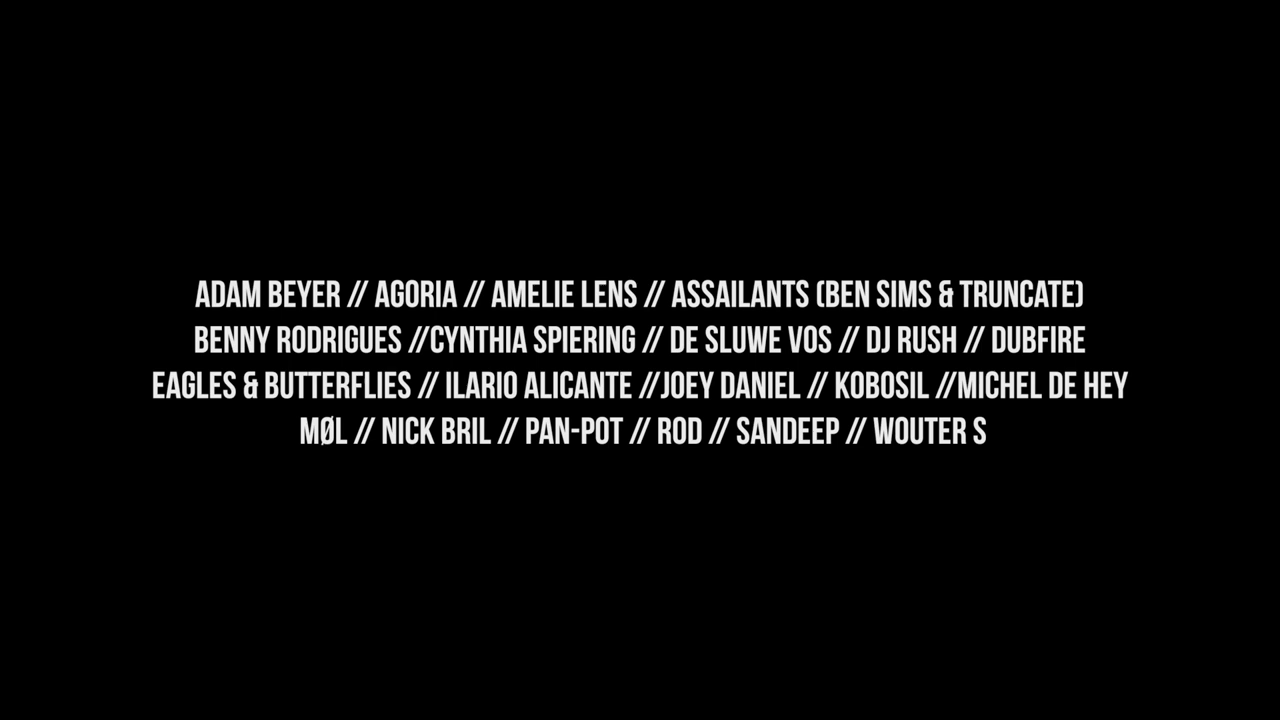 ADAM BEYER // AGORIA // AMELIE LENS // ASSAILANTS (BEN SIMS & TRUNCATE)
BENNY RODRIGUES //CYNTHIA SPIERING // DE SLUWE VOS // DJ RUSH // DUBFIRE
EAGLES & BUTTERFLIES // ILARIO ALICANTE //JOEY DANIEL // KOBOSIL //MICHEL DE HEY
MØL // NICK BRIL // PAN-POT // ROD // SANDEEP // WOUTER S